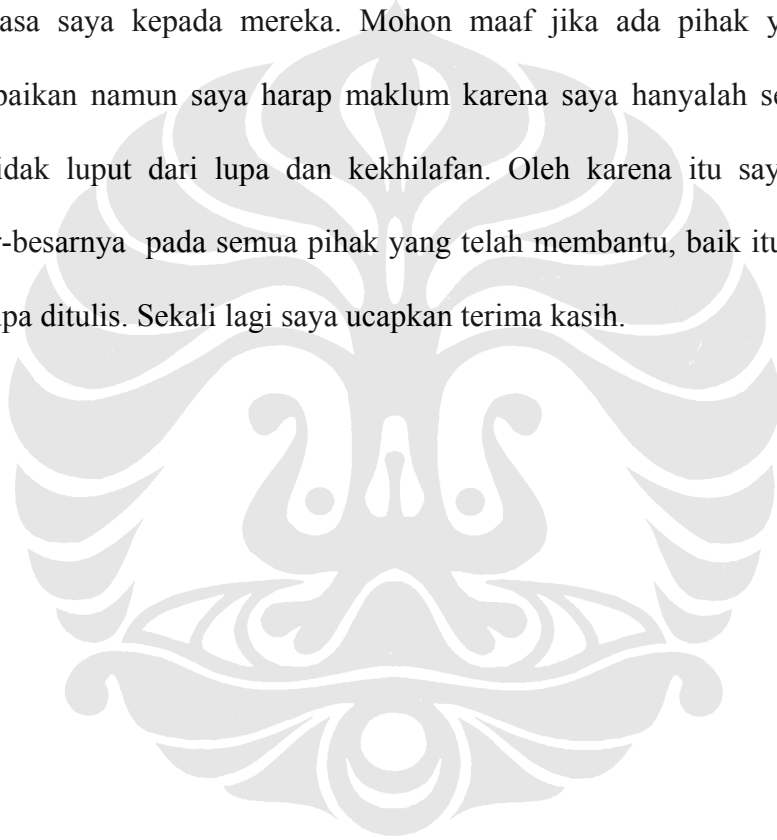 asa saya kepada mereka. Mohon maaf jika ada pihak y
paikan namun saya harap maklum karena saya hanyalah se
idak luput dari lupa dan kekhilafan. Oleh karena itu say
r-besarnya pada semua pihak yang telah membantu, baik itu
pa ditulis. Sekali lagi saya ucapkan terima kasih.